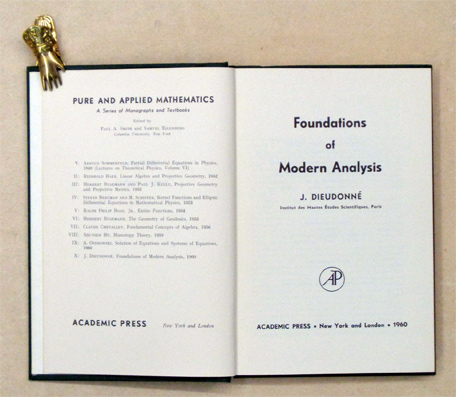 PURE AND APPLIED MATHEMATICS
A Series of Monographs and Textbooks
Edited by
PAUL A. SMITH and SAMUEL EILENBERG
Columbia University, New York
I: ARNOLD SOMMERFELD, Partial Differential Equations in Physics,
1949 (Lectures on Theoretical Physics, Volume VI)
II: REINHOLD BAER, Linear Algebra and Projective Geometry, 1952
III: HERBERT BUSEMANN AND PAUL J. KELLY, Projective Geometry
and Projective Metrics, 1953
IV: STEFAN BERGMAN AND M. SCHIFFER, Kernel Functions and Elliptic
Differential Equations in Mathematical Physics, 1953
V: RALPH PHILIP BOAS, JR., Entire Functions, 1954
VI: HERBERT BUSEMANN, The Geometry of Geodesics, 1955
VII: CLAUDE CHEVALLEY, Fundamental Concepts of Algebra, 1956
VIII: SZE-TSEN HU, Homotopy Theory, 1959
IX: A. OSTROWSKI, Solution of Equations and Systems of Equations,
1960
X: J. DIEUDONNÉ, Foundations of Modern Analysis, 1960
ACADEMIC PRESS New York and London
Foundations
of
Modern Analysis
J. DIEUDONNÉ
Institut des Hautes Études Scientifiques, Paris
AP
ACADEMIC PRESS • New York and London • 1960